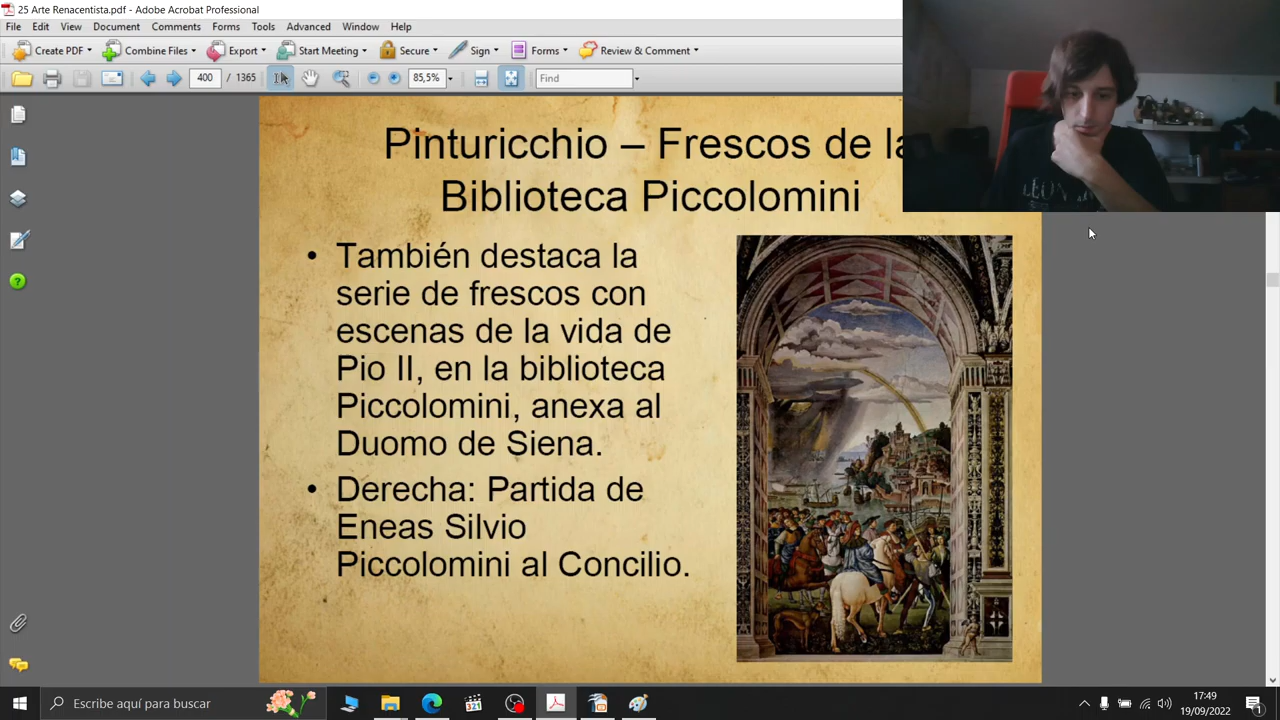 25 Arte Renacentista.pdf - Adobe Acrobat Professional
File Edit View Document Comments Forms Tools Advanced Window Help
Create PDF Combine Files Export Start Meeting Secure Sign Forms Review & Comment
400 / 1365 85,5% Find
Pinturicchio – Frescos de la
Biblioteca Piccolomini
• También destaca la
serie de frescos con
escenas de la vida de
Pio II, en la biblioteca
Piccolomini, anexa al
Duomo de Siena.
• Derecha: Partida de
Eneas Silvio
Piccolomini al Concilio.
Escribe aquí para buscar
321
17:49
19/09/2022
1